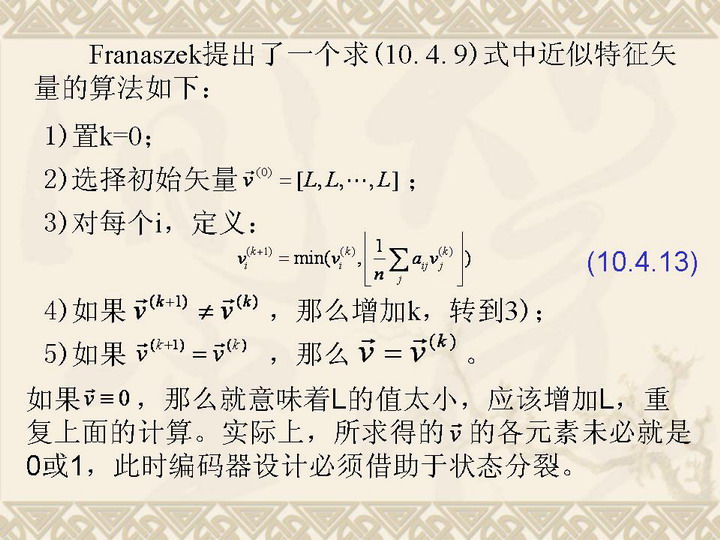 Franaszek提出了一个求(10.4.9)式中近似特征矢
量的算法如下：
1)置k=0；
2)选择初始矢量 $\vec{v}^{(0)} = [L, L, \cdots, L]$ ；
3)对每个i，定义：
$v_i^{(k+1)} = \min(v_i^{(k)}, \left\lfloor \frac{1}{n} \sum_j a_{ij} v_j^{(k)} \right\rfloor)$ (10.4.13)
4)如果 $\vec{v}^{(k+1)} \neq \vec{v}^{(k)}$ ，那么增加k，转到3)；
5)如果 $\vec{v}^{(k+1)} = \vec{v}^{(k)}$ ，那么 $\vec{v} = \vec{v}^{(k)}$ 。
如果 $\vec{v} \equiv 0$ ，那么就意味着L的值太小，应该增加L，重
复上面的计算。实际上，所求得的 $\vec{v}$ 的各元素未必就是
0或1，此时编码器设计必须借助于状态分裂。